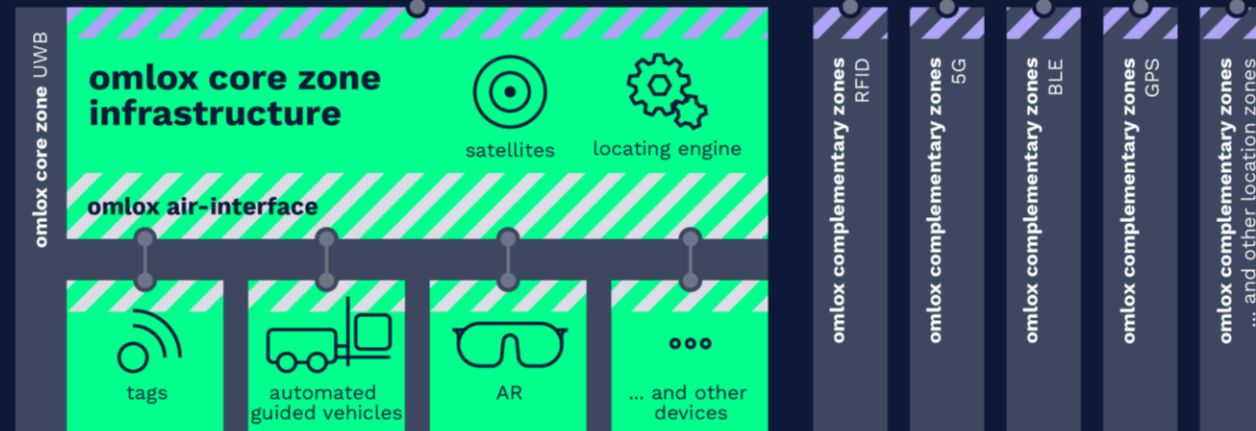 omlox core zone UWB
omlox core zone
infrastructure
satellites
locating engine
omlox air-interface
tags
automated
guided vehicles
AR
... and other
devices
omlox complementary zones
RFID
omlox complementary zones
5G
omlox complementary zones
BLE
omlox complementary zones
GPS
omlox complementary zones
... and other location zones